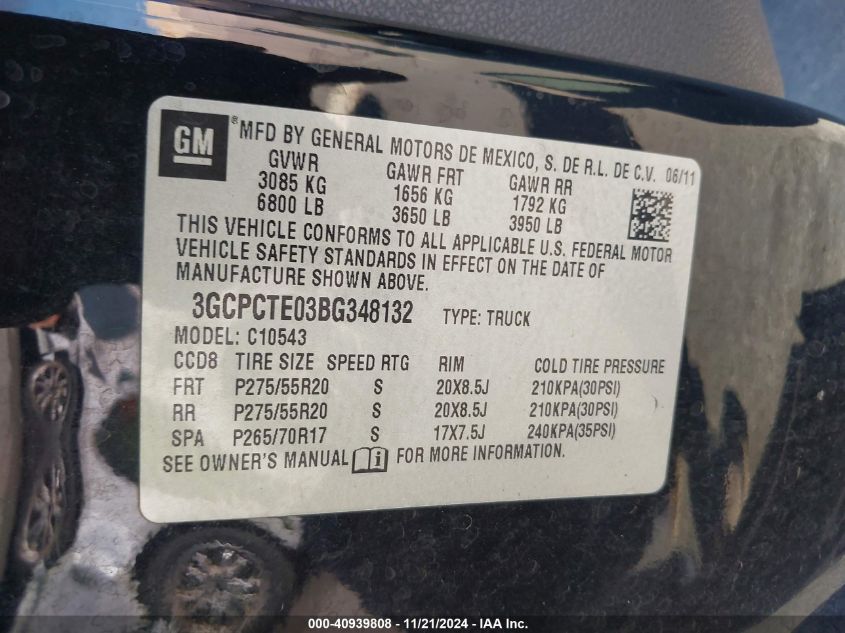 GM ® MFD BY GENERAL MOTORS DE MEXICO, S. DE R.L. DE C.V. 06/11
GVWR GAWR FRT GAWR RR
3085 KG 1656 KG 1792 KG
6800 LB 3650 LB 3950 LB
THIS VEHICLE CONFORMS TO ALL APPLICABLE U.S. FEDERAL MOTOR
VEHICLE SAFETY STANDARDS IN EFFECT ON THE DATE OF
MANUFACTURE SHOWN ABOVE.
3GCPCTE03BG348132 TYPE: TRUCK
MODEL: C10543
CCD8 TIRE SIZE SPEED RTG RIM COLD TIRE PRESSURE
FRT P275/55R20 S 20X8.5J 210KPA(30PSI)
RR P275/55R20 S 20X8.5J 210KPA(30PSI)
SPA P265/70R17 S 17X7.5J 240KPA(35PSI)
SEE OWNER'S MANUAL i FOR MORE INFORMATION.
000-40939808 - 11/21/2024 - IAA Inc.